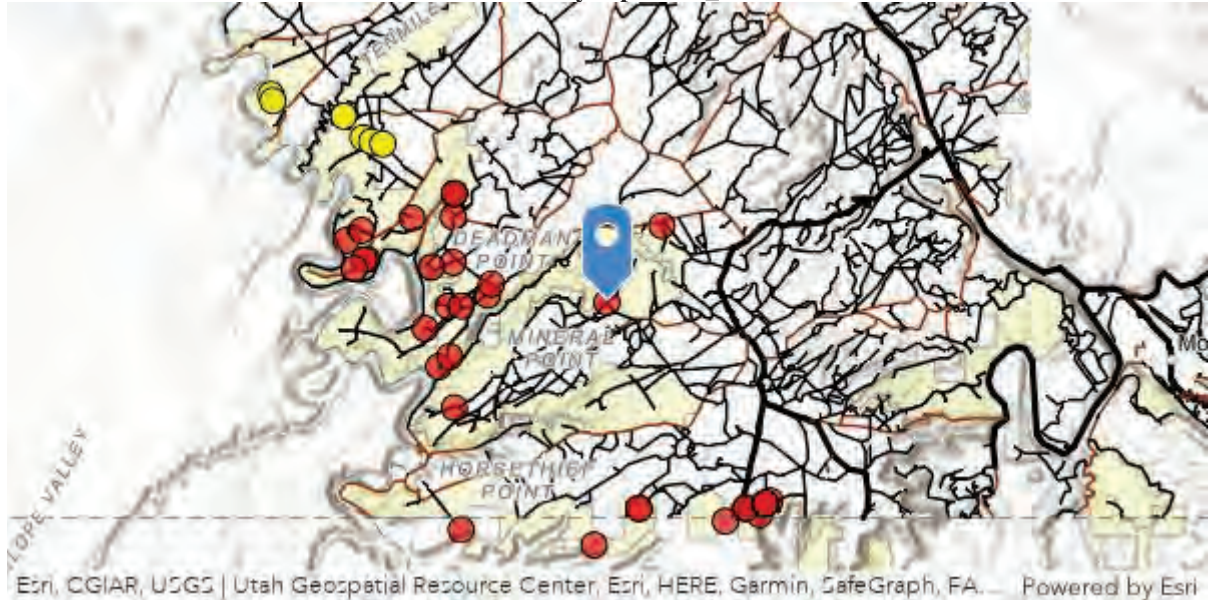 TENMILE
DEADMAN
POINT
MINERAL
POINT
HORSETHIEF
POINT
LOPE VALLEY
Mo
Esri, CGIAR, USGS | Utah Geospatial Resource Center, Esri, HERE, Garmin, SafeGraph, FA... Powered by Esri